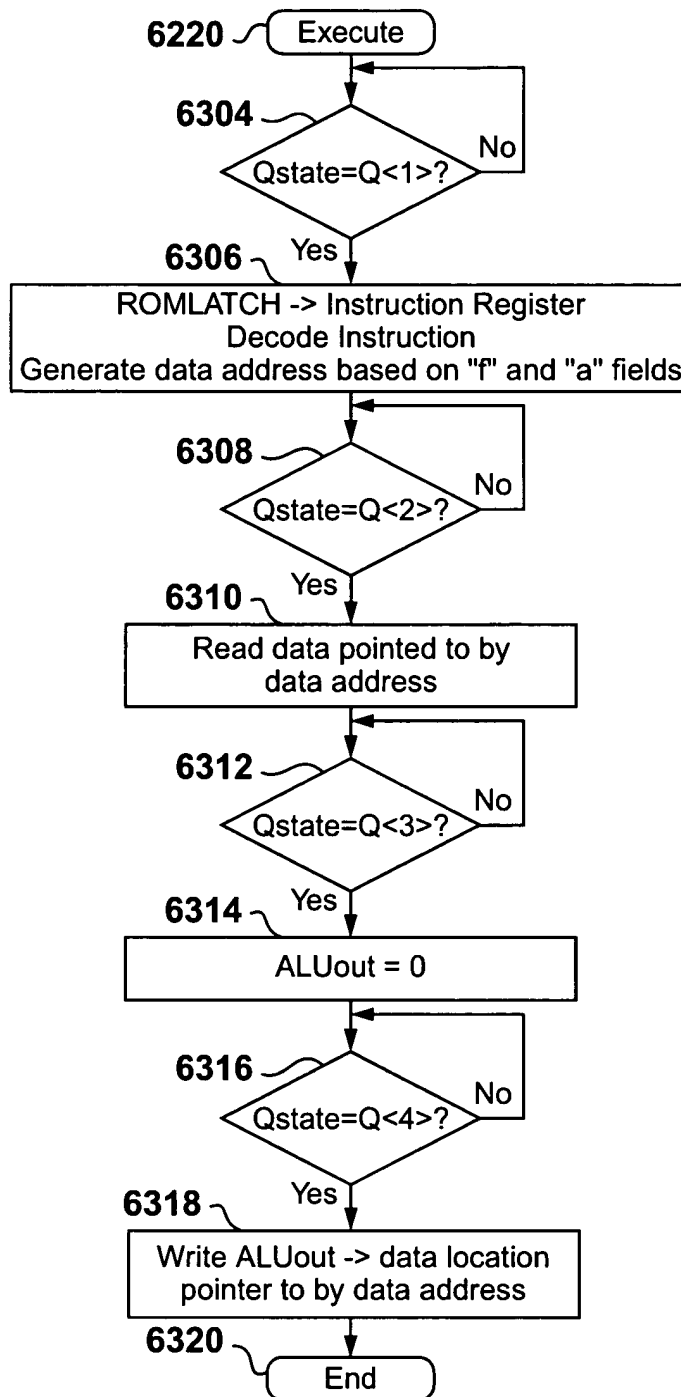 6220
Execute
6304
Qstate=Q<1>?
No
Yes
6306
ROMLATCH -> Instruction Register
Decode Instruction
Generate data address based on "f" and "a" fields
6308
Qstate=Q<2>?
No
Yes
6310
Read data pointed to by
data address
6312
Qstate=Q<3>?
No
Yes
6314
ALUout = 0
6316
Qstate=Q<4>?
No
Yes
6318
Write ALUout -> data location
pointer to by data address
6320
End